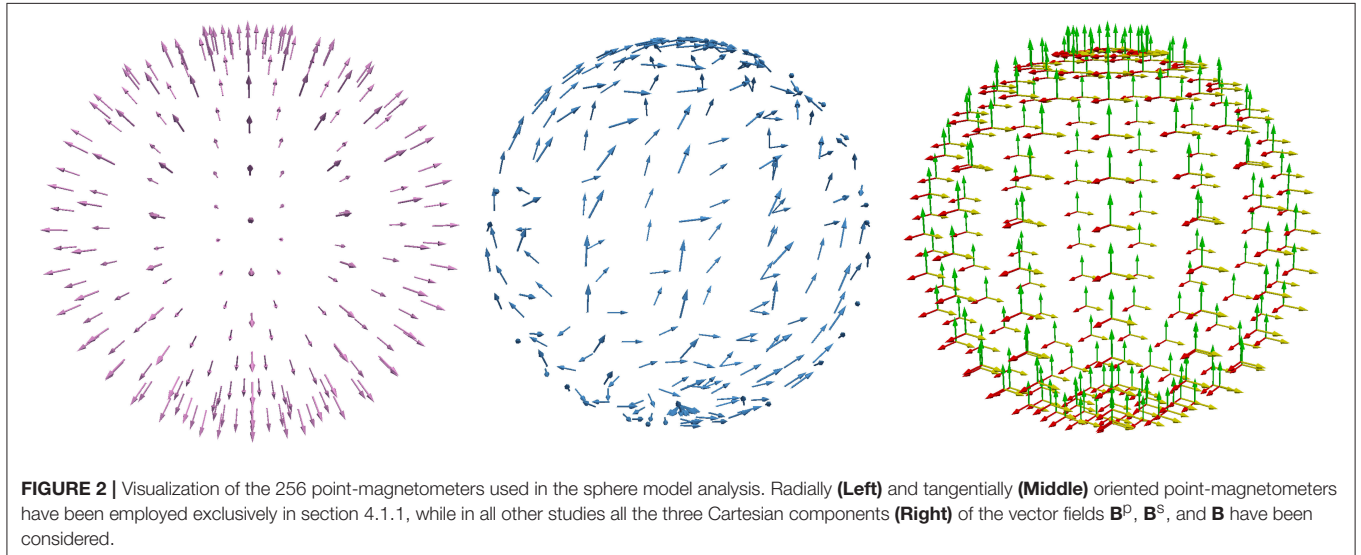 FIGURE 2 | Visualization of the 256 point-magnetometers used in the sphere model analysis. Radially (Left) and tangentially (Middle) oriented point-magnetometers
have been employed exclusively in section 4.1.1, while in all other studies all the three Cartesian components (Right) of the vector fields Bᵖ, Bˢ, and B have been
considered.